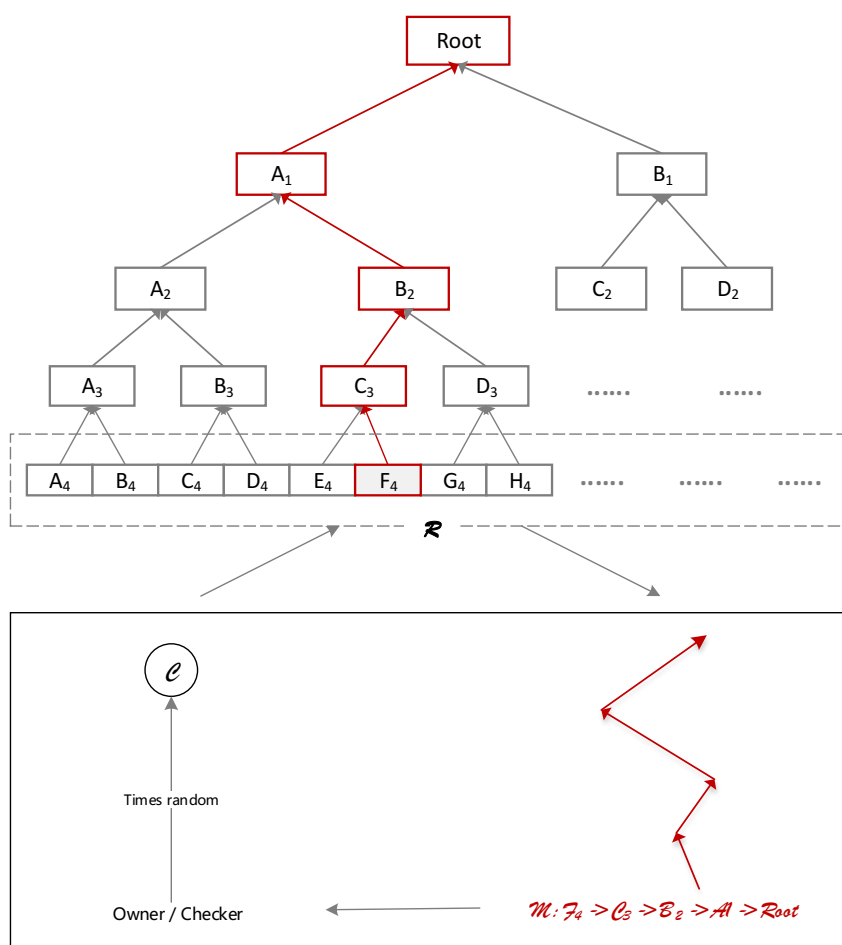 Root
A₁ B₁
A₂ B₂ C₂ D₂
A₃ B₃ C₃ D₃ ...... ......
A₄ B₄ C₄ D₄ E₄ F₄ G₄ H₄ ...... ...... ......
R
C
Times random
Owner / Checker M: F₄ -> C₃ -> B₂ -> A1 -> Root